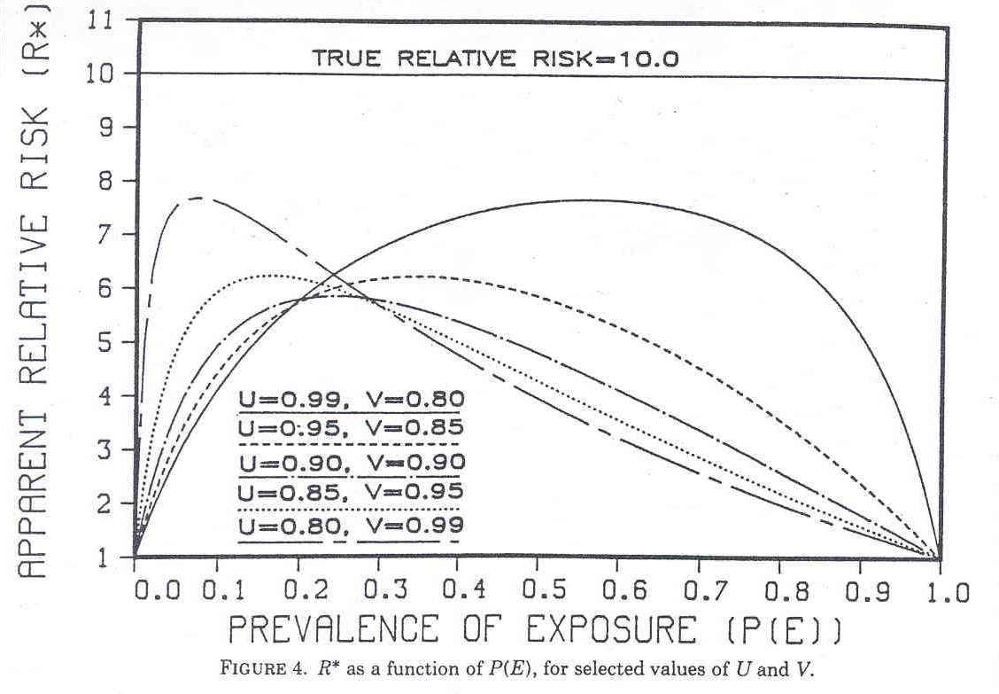 APPARENT RELATIVE RISK (R*)
11
10
9
8
7
6
5
4
3
2
1
TRUE RELATIVE RISK=10.0
U=0.99, V=0.80
U=0.95, V=0.85
U=0.90, V=0.90
U=0.85, V=0.95
U=0.80, V=0.99
0.0 0.1 0.2 0.3 0.4 0.5 0.6 0.7 0.8 0.9 1.0
PREVALENCE OF EXPOSURE (P(E))
FIGURE 4. R* as a function of P(E), for selected values of U and V.